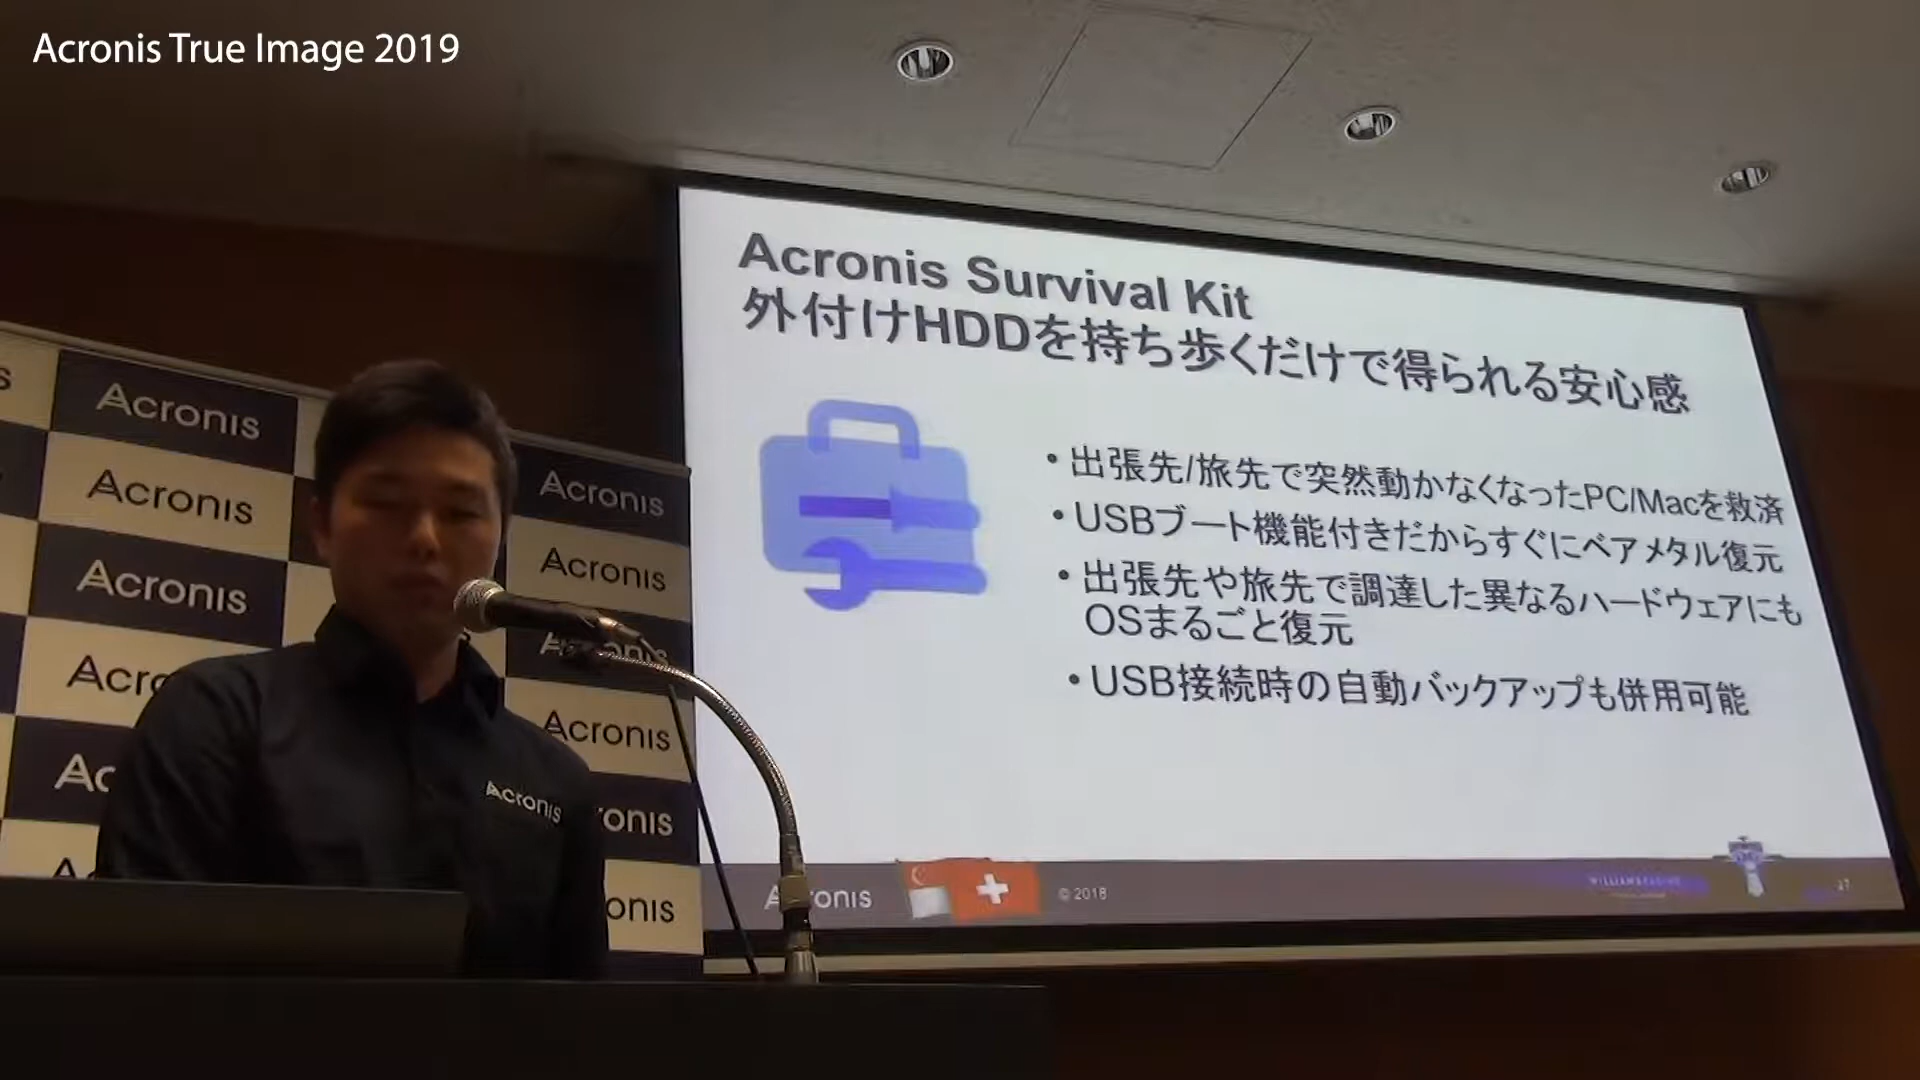 Acronis True Image 2019
Acronis Survival Kit
外付けHDDを持ち歩くだけで得られる安心感
• 出張先/旅先で突然動かなくなったPC/Macを救済
• USBブート機能付きだからすぐにベアメタル復元
• 出張先や旅先で調達した異なるハードウェアにも
OSまるごと復元
• USB接続時の自動バックアップも併用可能
Acronis
© 2018
Acronis
Acronis
Acronis
Acronis
Acronis
Acronis
Acronis
Acronis